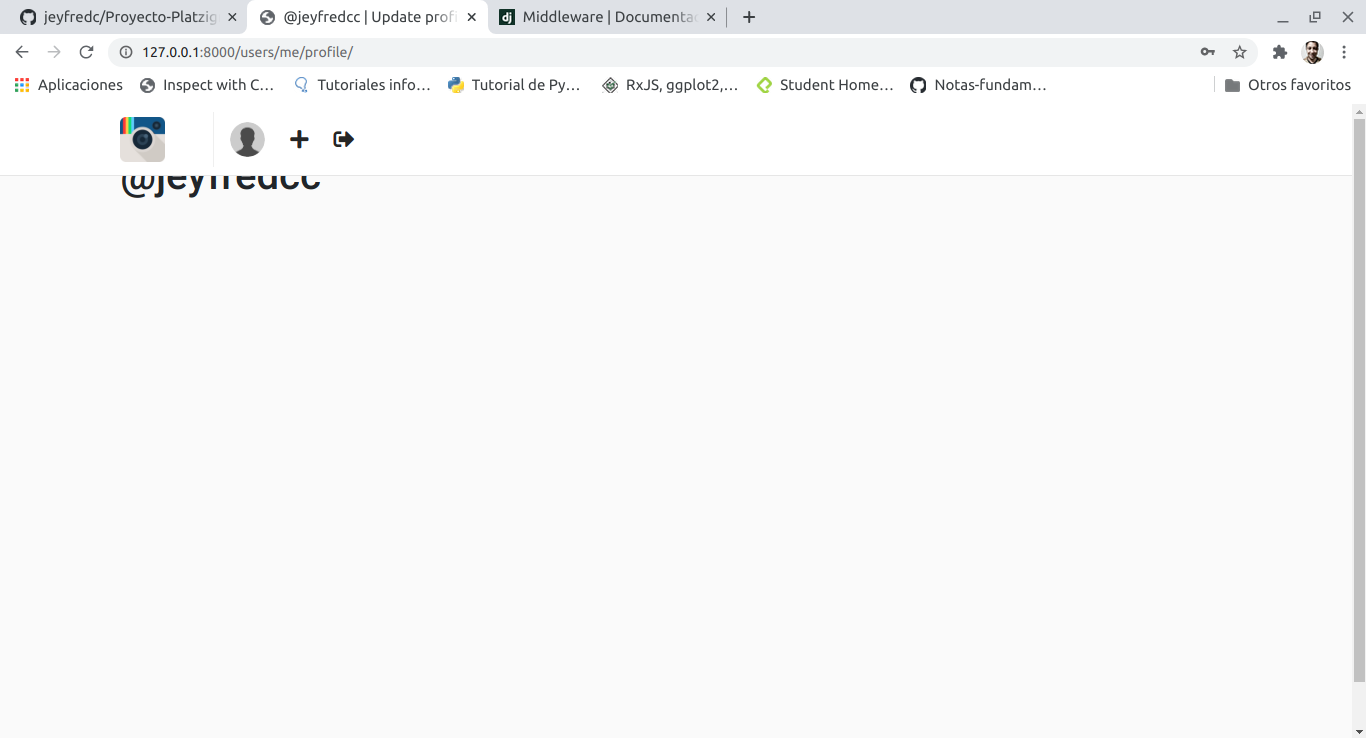 jeyfredc/Proyecto-Platzig
@jeyfredcc | Update profi
Middleware | Documentac
127.0.0.1:8000/users/me/profile/
Aplicaciones
Inspect with C...
Tutoriales info...
Tutorial de Py...
RxJS, ggplot2,...
Student Home...
Notas-fundam...
Otros favoritos
dj
@jeyfredcc